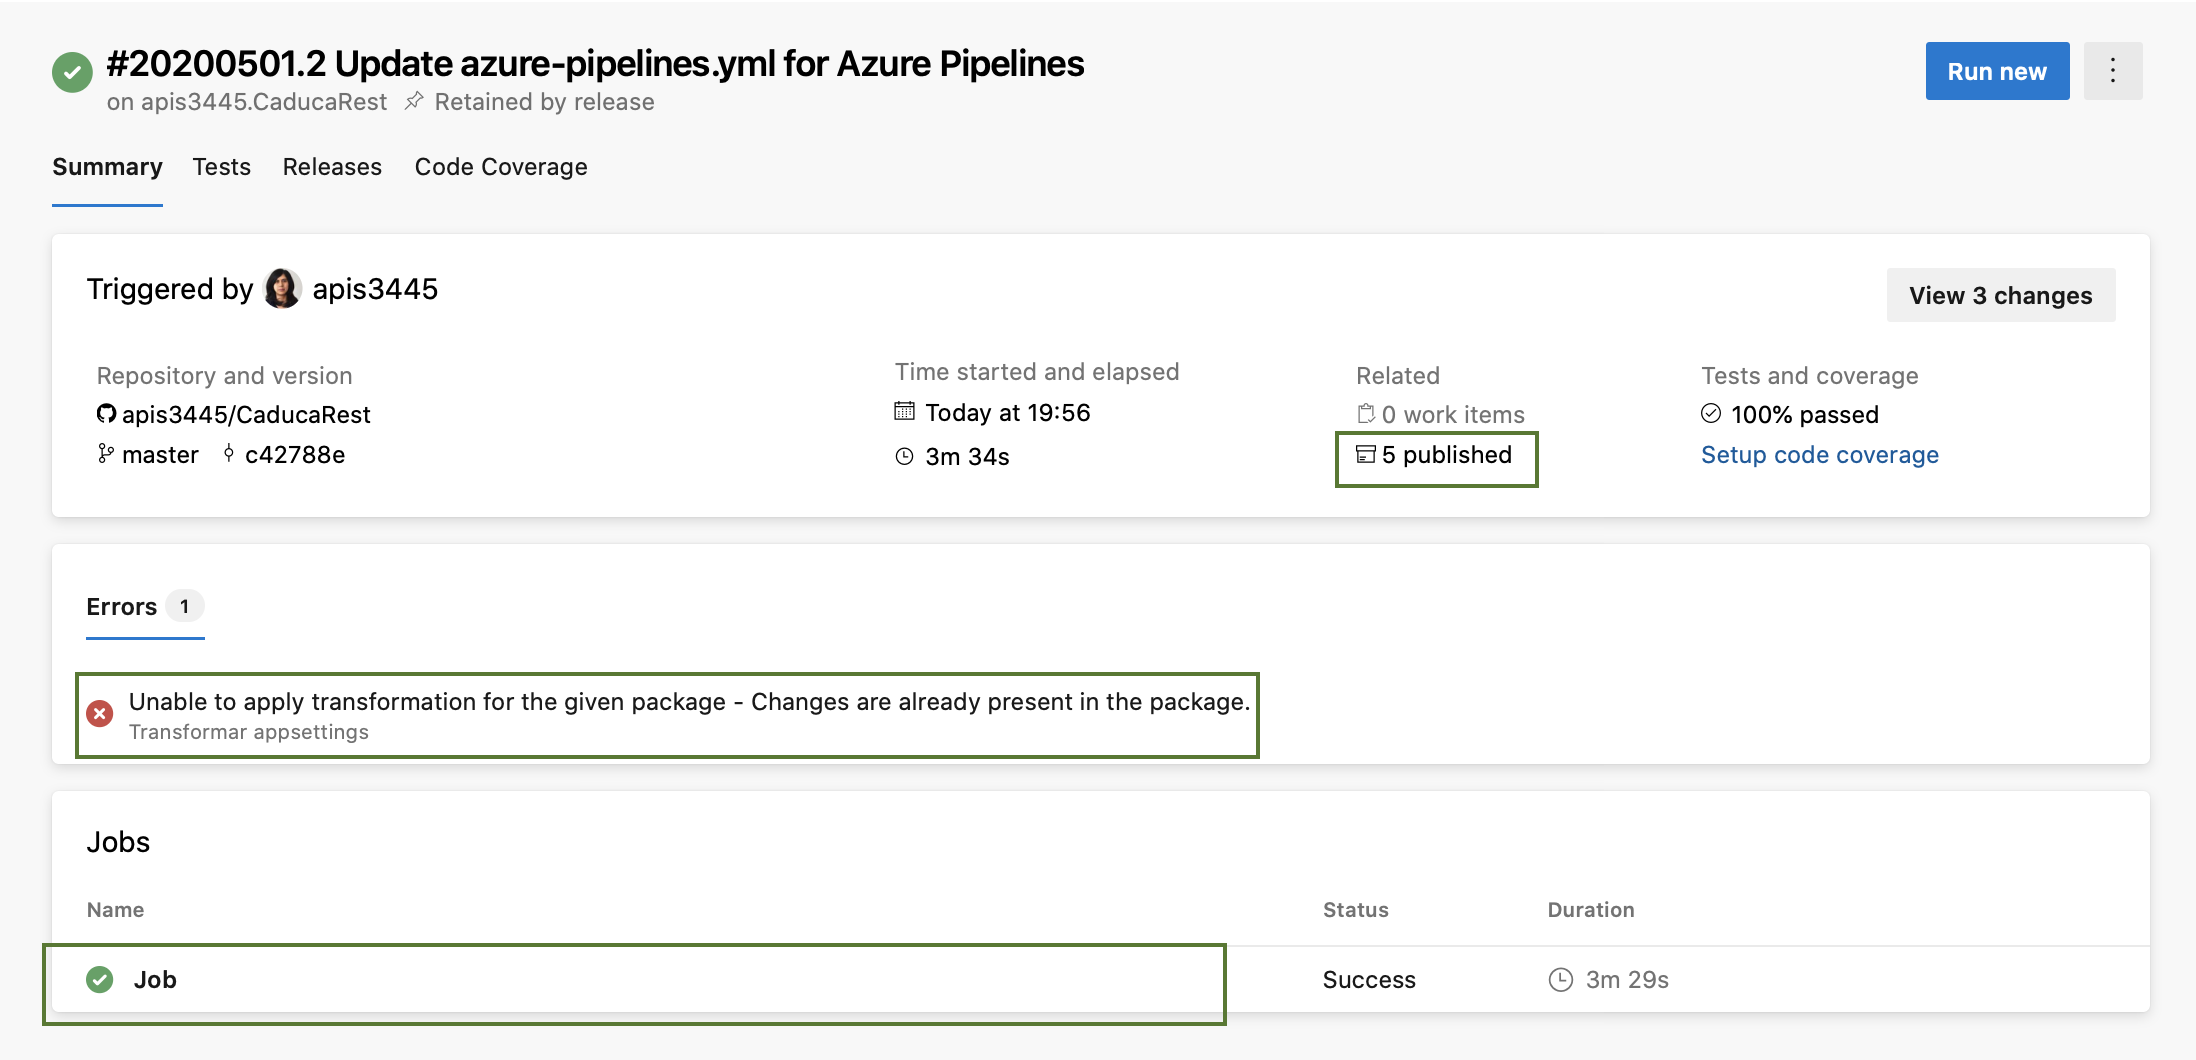 #20200501.2 Update azure-pipelines.yml for Azure Pipelines
on apis3445.CaducaRest Retained by release
Run new
Summary Tests Releases Code Coverage
Triggered by apis3445
View 3 changes
Repository and version
apis3445/CaducaRest
master c42788e
Time started and elapsed
Today at 19:56
3m 34s
Related
0 work items
5 published
Tests and coverage
100% passed
Setup code coverage
Errors 1
Unable to apply transformation for the given package - Changes are already present in the package.
Transformar appsettings
Jobs
Name Status Duration
Job Success 3m 29s